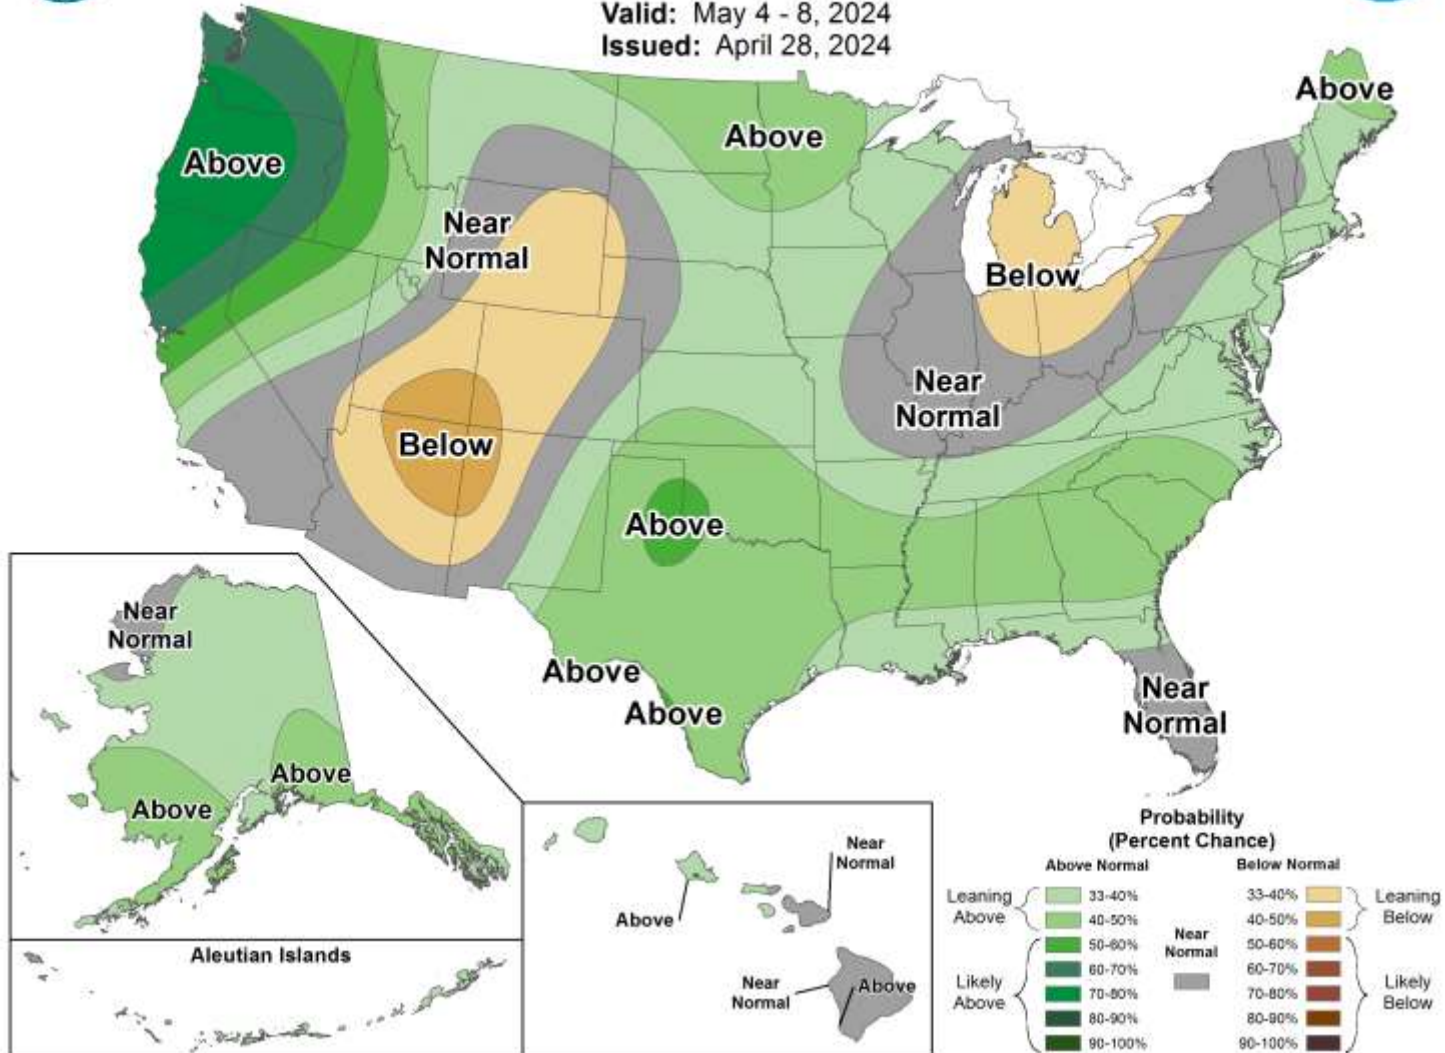 Valid: May 4 - 8, 2024
Issued: April 28, 2024
Above
Above
Above
Near
Normal
Below
Near
Normal
Below
Above
Above
Above
Near
Normal
Near
Normal
Above
Above
Aleutian Islands
Near
Normal
Above
Near
Normal
Above
Probability
(Percent Chance)
Above Normal
Below Normal
Leaning
Above
33-40%
40-50%
Likely
Above
50-60%
60-70%
70-80%
80-90%
90-100%
Near
Normal
33-40%
40-50%
Leaning
Below
50-60%
60-70%
70-80%
80-90%
90-100%
Likely
Below